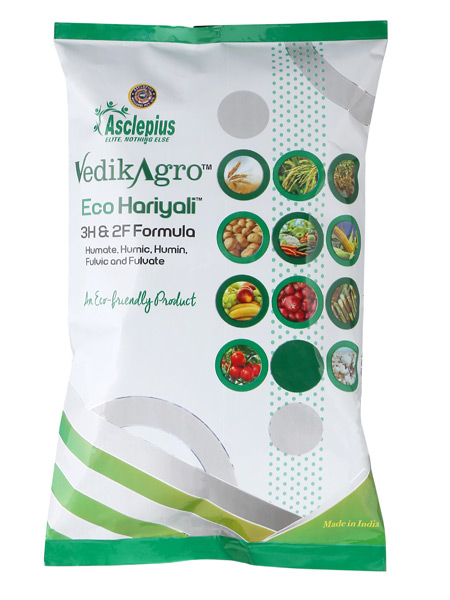 Asclepius
ELITE, NOTHING ELSE
VedikAgro™
Eco Hariyali™
3H & 2F Formula
Humate, Humic, Humin,
Fulvic and Fulvate
An Eco-friendly Product
Made in India